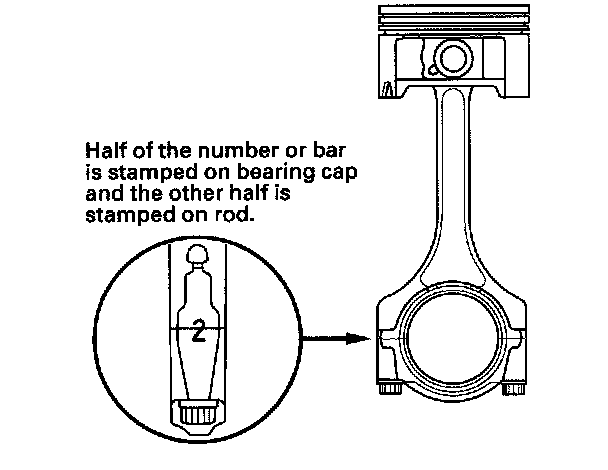 Half of the number or bar
is stamped on bearing cap
and the other half is
stamped on rod.
2